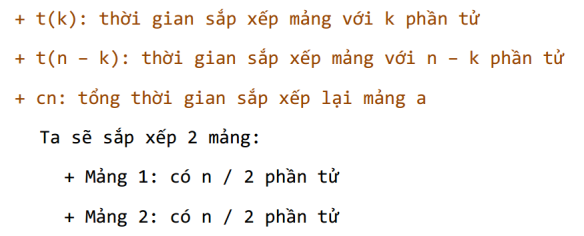 + t(k): thời gian sắp xếp mảng với k phần tử
+ t(n – k): thời gian sắp xếp mảng với n – k phần tử
+ cn: tổng thời gian sắp xếp lại mảng a
Ta sẽ sắp xếp 2 mảng:
+ Mảng 1: có n / 2 phần tử
+ Mảng 2: có n / 2 phần tử